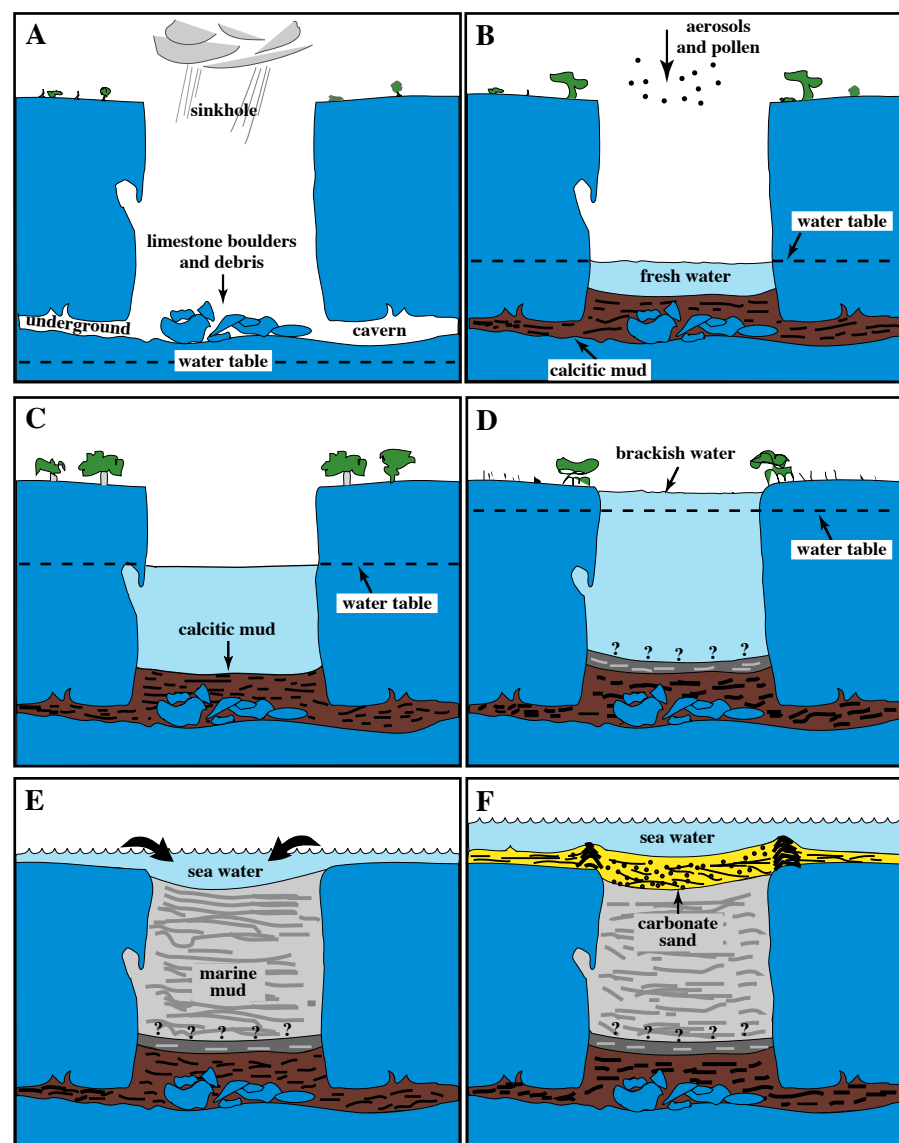 A
sinkhole
limestone boulders
and debris
underground
cavern
water table
B
aerosols
and pollen
water table
fresh water
calcitic mud
C
water table
calcitic mud
D
brackish water
water table
? ? ? ? ?
E
sea water
marine
mud
? ? ? ? ?
F
sea water
carbonate
sand
? ? ? ? ?